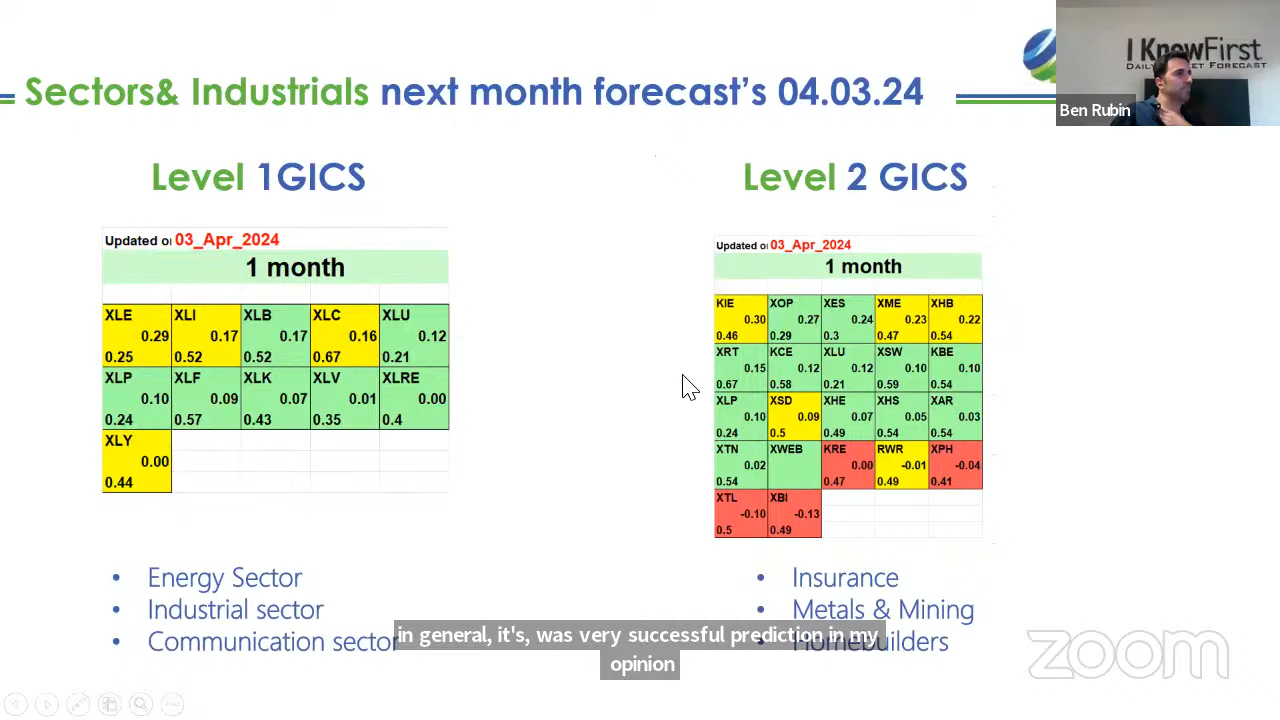 I KnowFirst
DAILY MARKET FORECAST
Ben Rubin
Sectors& Industrials next month forecast's 04.03.24
Level 1GICS
Updated o 03_Apr_2024
1 month
XLE XLI XLB XLC XLU
0.29 0.17 0.17 0.16 0.12
0.25 0.52 0.52 0.67 0.21
XLP XLF XLK XLV XLRE
0.10 0.09 0.07 0.01 0.00
0.24 0.57 0.43 0.35 0.4
XLY
0.00
0.44
Energy Sector
Industrial sector
Communication sector
Level 2 GICS
Updated o 03_Apr_2024
1 month
KIE XOP XES XME XHB
0.30 0.27 0.24 0.23 0.22
0.46 0.29 0.3 0.47 0.54
XRT KCE XLU XSW KBE
0.15 0.12 0.12 0.10 0.10
0.67 0.58 0.21 0.59 0.54
XLP XSD XHE XHS XAR
0.10 0.09 0.07 0.05 0.03
0.24 0.5 0.49 0.54 0.54
XTN XWEB KRE RWR XPH
0.02 0.00 -0.01 -0.04
0.54 0.47 0.49 0.41
XTL XBI
-0.10 -0.13
0.5 0.49
Insurance
Metals & Mining
Homebuilders
in general, it's, was very successful prediction in my
opinion
zoom